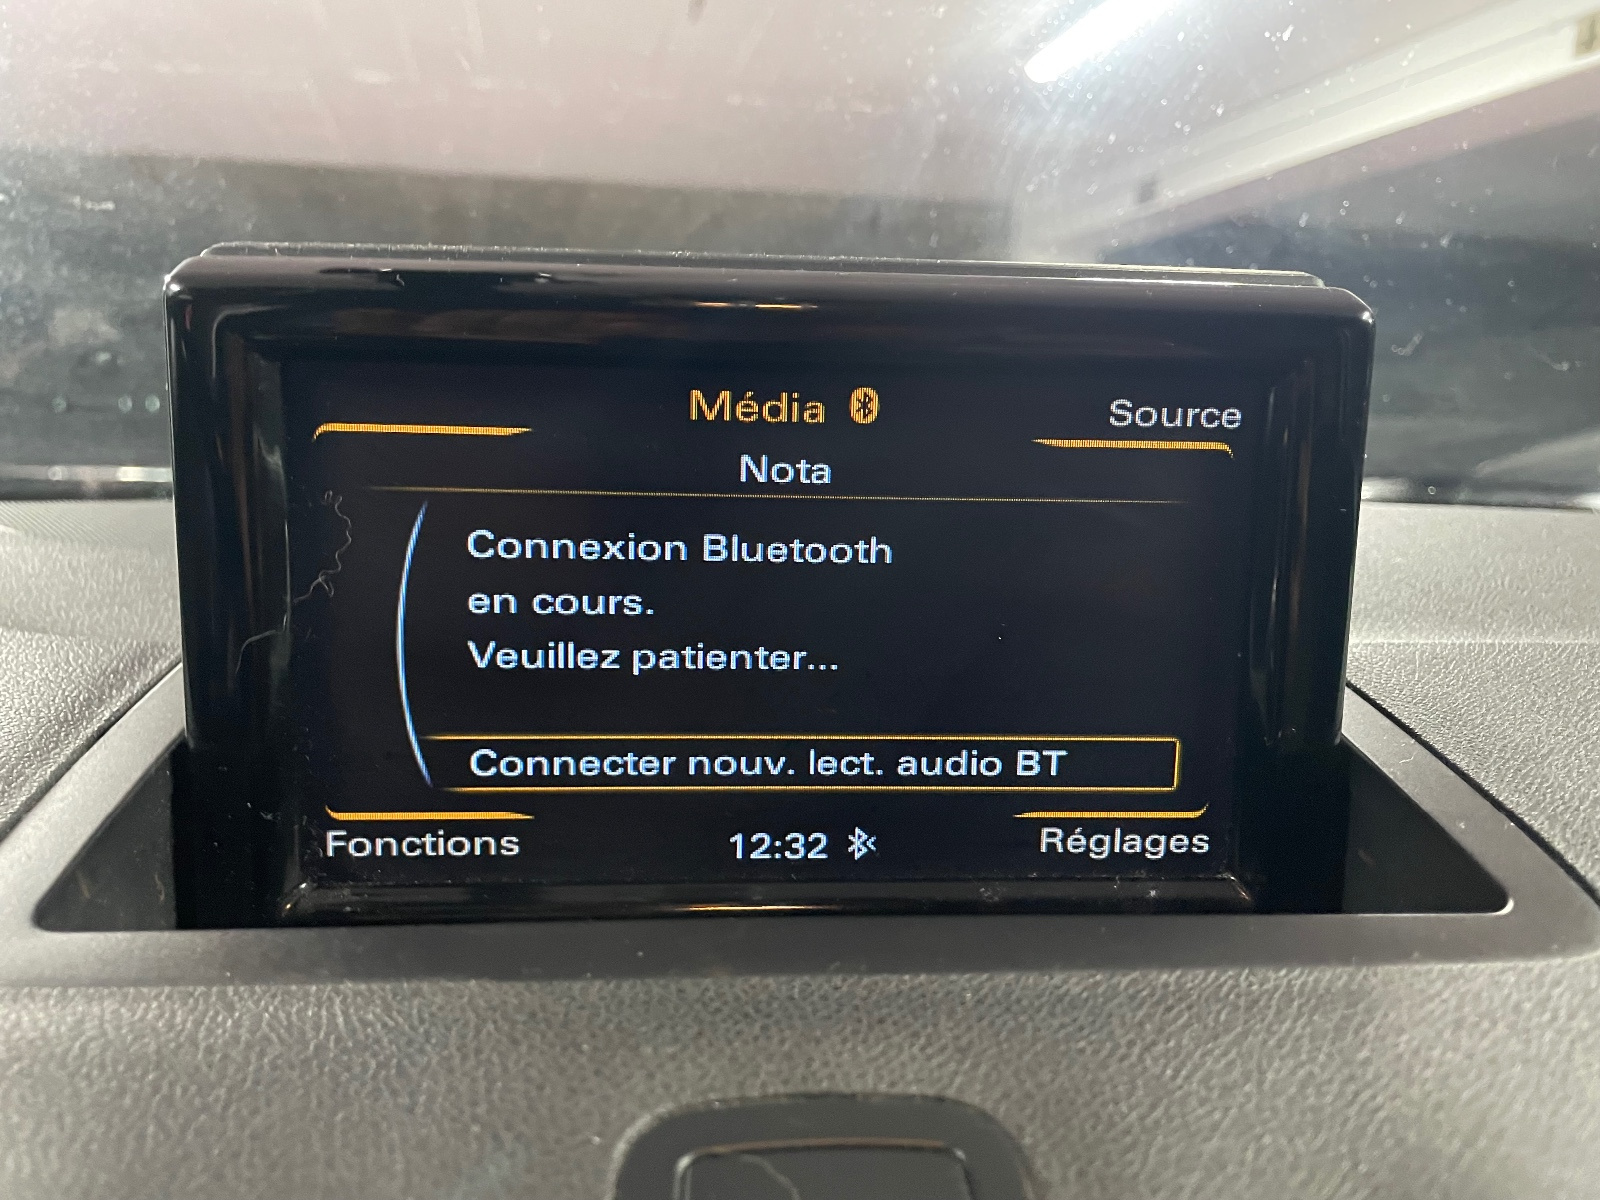 Média
Source
Nota
Connexion Bluetooth
en cours.
Veuillez patienter...
Connecter nouv. lect. audio BT
Fonctions
12:32
Réglages